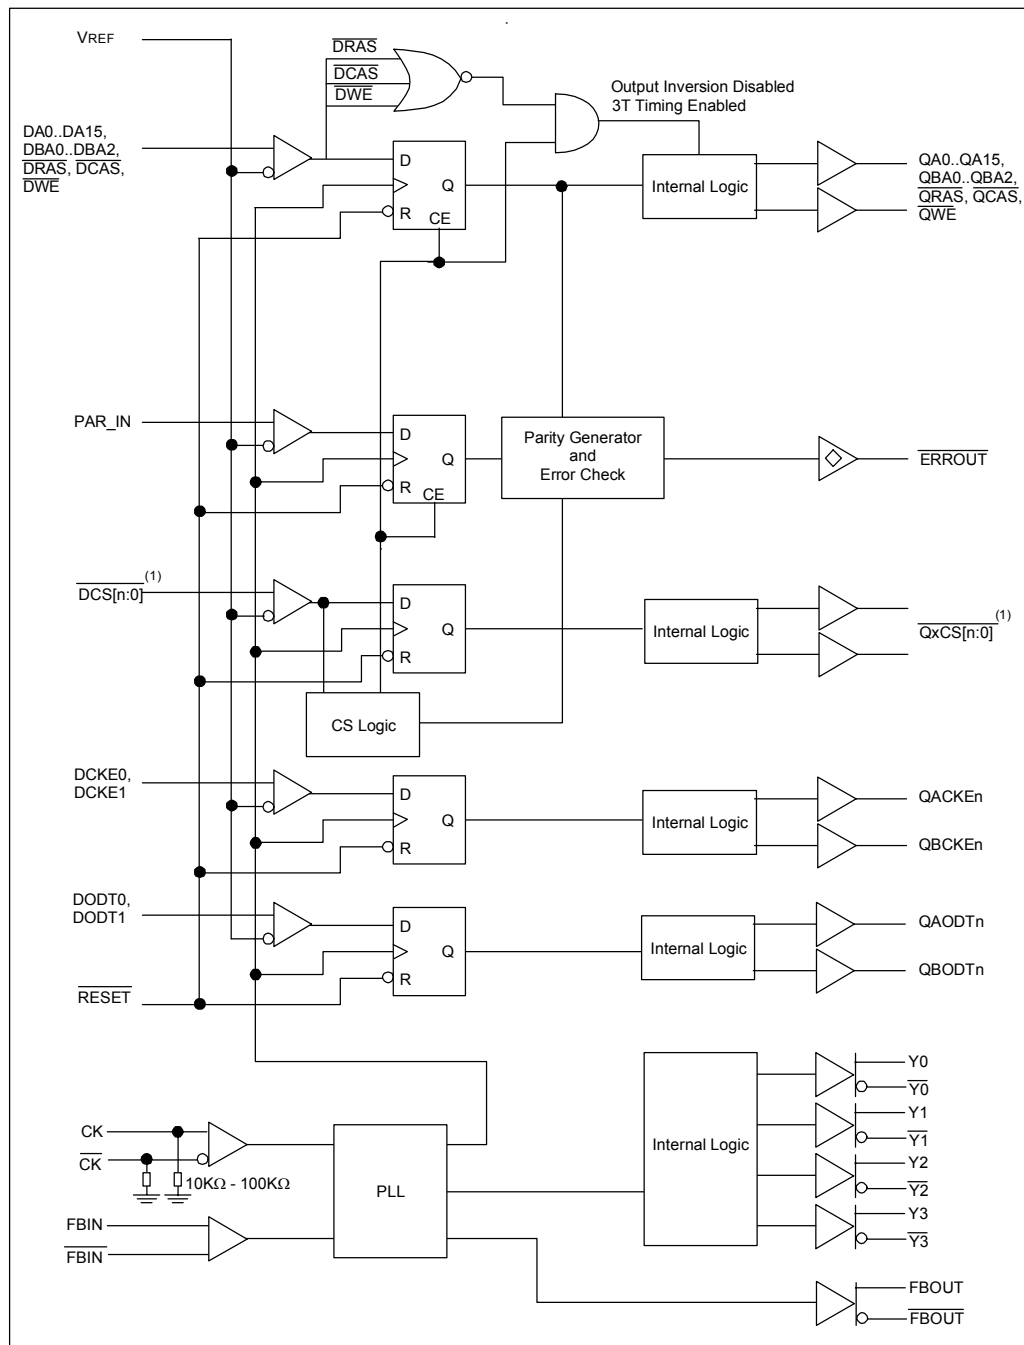 VREF
DRAS
DCAS
DWE
Output Inversion Disabled
3T Timing Enabled
DA0..DA15,
DBA0..DBA2,
DRAS, DCAS,
DWE
D
Q
R
CE
Internal Logic
QA0..QA15,
QBA0..QBA2,
QRAS, QCAS,
QWE
PAR_IN
D
Q
R
CE
Parity Generator
and
Error Check
ERROUT
DCS[n:0](1)
D
Q
R
Internal Logic
QxCS[n:0](1)
CS Logic
DCKE0,
DCKE1
D
Q
R
Internal Logic
QACKEn
QBCKEn
DODT0,
DODT1
D
Q
R
Internal Logic
QAODTn
QBODTn
RESET
CK
CK
10KΩ - 100KΩ
FBIN
FBIN
PLL
Internal Logic
Y0
Y0
Y1
Y1
Y2
Y2
Y3
Y3
FBOUT
FBOUT